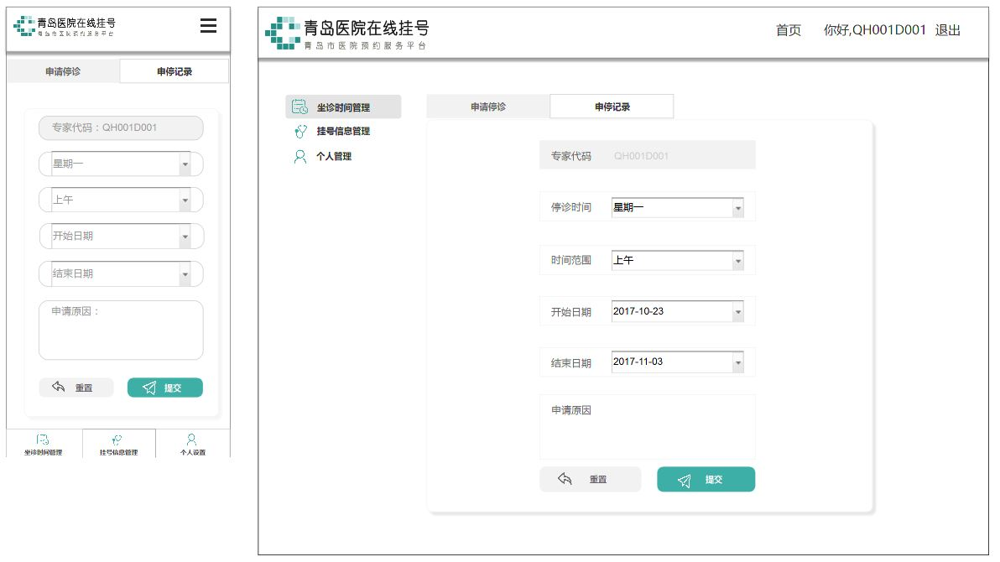 青岛医院在线挂号
青岛市医院预约服务平台
申请停诊
申停记录
专家代码：QH001D001
星期一
上午
开始日期
结束日期
申请原因：
重置
提交
坐诊时间管理
挂号信息管理
个人设置
青岛医院在线挂号
青岛市医院预约服务平台
首页
你好,QH001D001
退出
坐诊时间管理
挂号信息管理
个人管理
申请停诊
申停记录
专家代码 QH001D001
停诊时间 星期一
时间范围 上午
开始日期 2017-10-23
结束日期 2017-11-03
申请原因
重置
提交